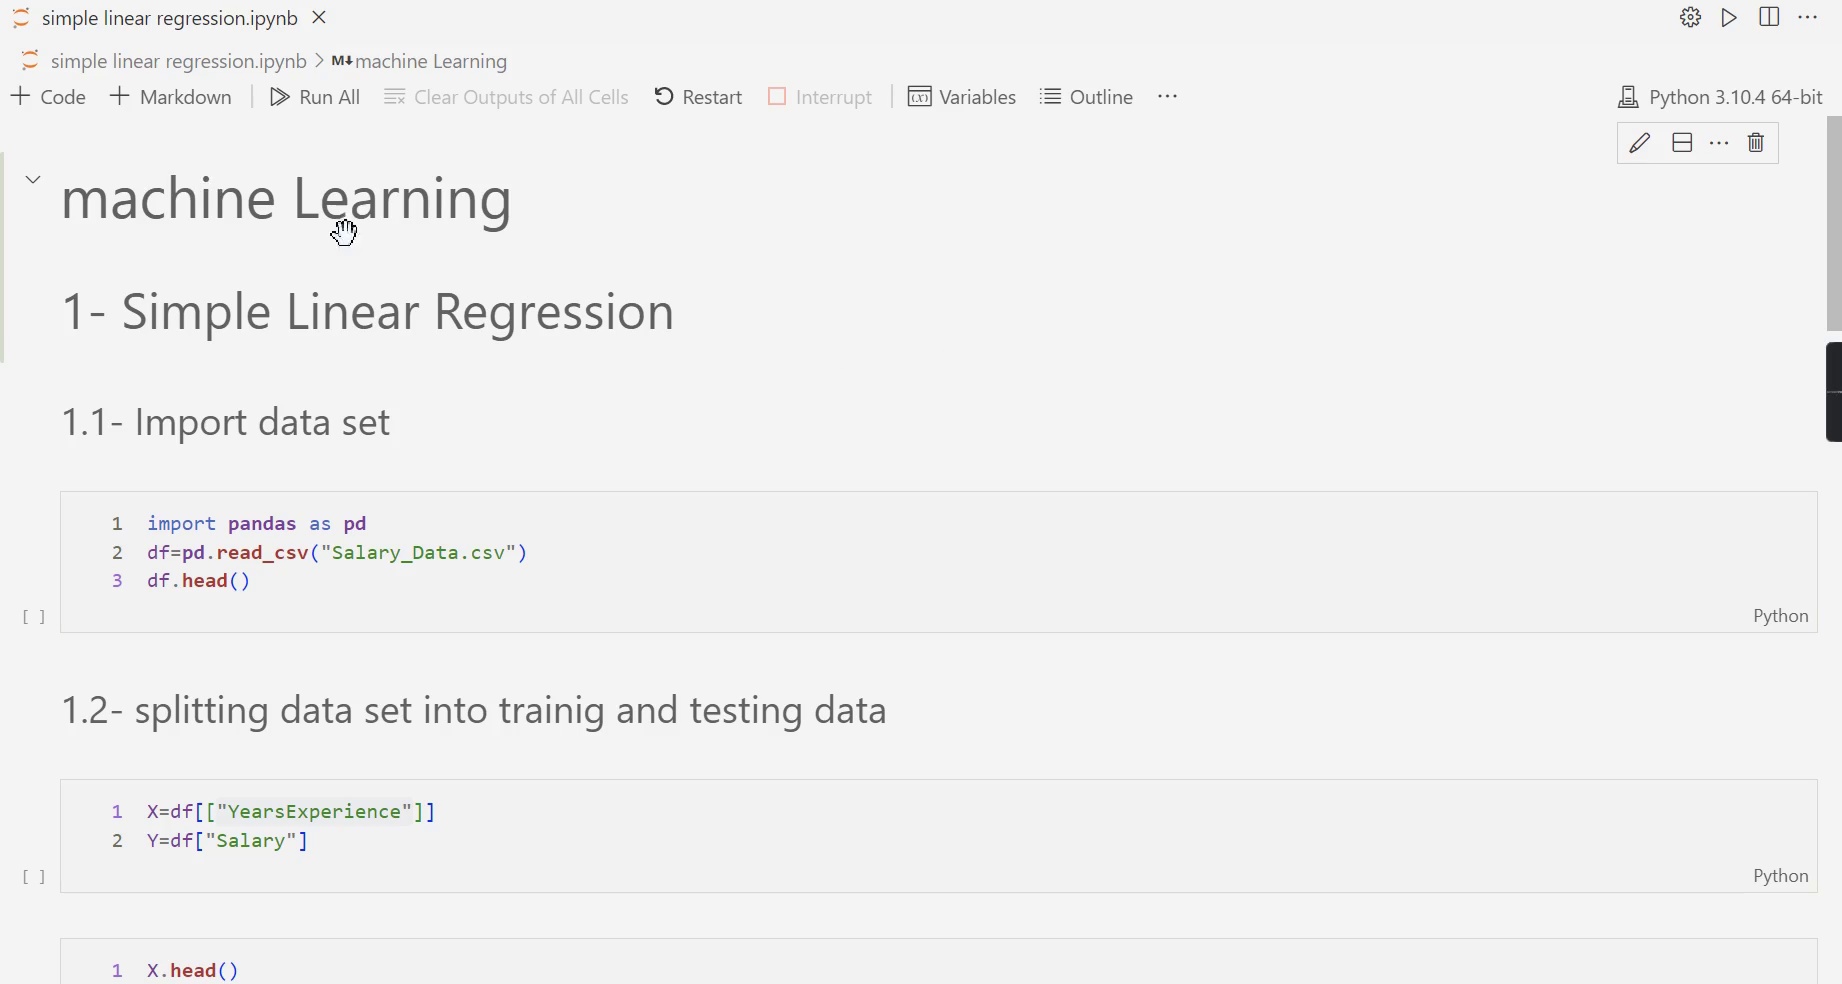 simple linear regression.ipynb
simple linear regression.ipynb > M↓ machine Learning
+ Code + Markdown Run All Clear Outputs of All Cells Restart Interrupt Variables Outline ··· Python 3.10.4 64-bit
machine Learning
1- Simple Linear Regression
1.1- Import data set
1 import pandas as pd
2 df=pd.read_csv("Salary_Data.csv")
3 df.head()
[ ] Python
1.2- splitting data set into trainig and testing data
1 X=df[["YearsExperience"]]
2 Y=df["Salary"]
[ ] Python
1 X.head()